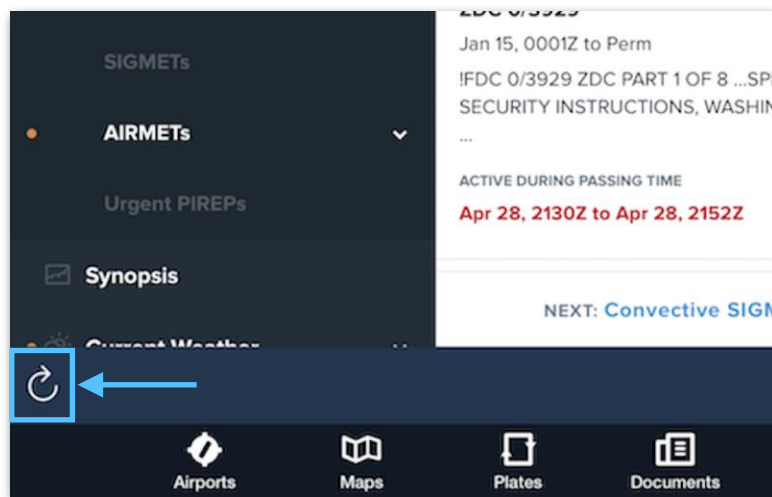 SIGMETs
AIRMETs
Urgent PIREPs
Synopsis
Current Weather
ZDC 0/3929
Jan 15, 0001Z to Perm
!FDC 0/3929 ZDC PART 1 OF 8 ...SP
SECURITY INSTRUCTIONS, WASHIN
...
ACTIVE DURING PASSING TIME
Apr 28, 2130Z to Apr 28, 2152Z
NEXT: Convective SIGM
Airports
Maps
Plates
Documents